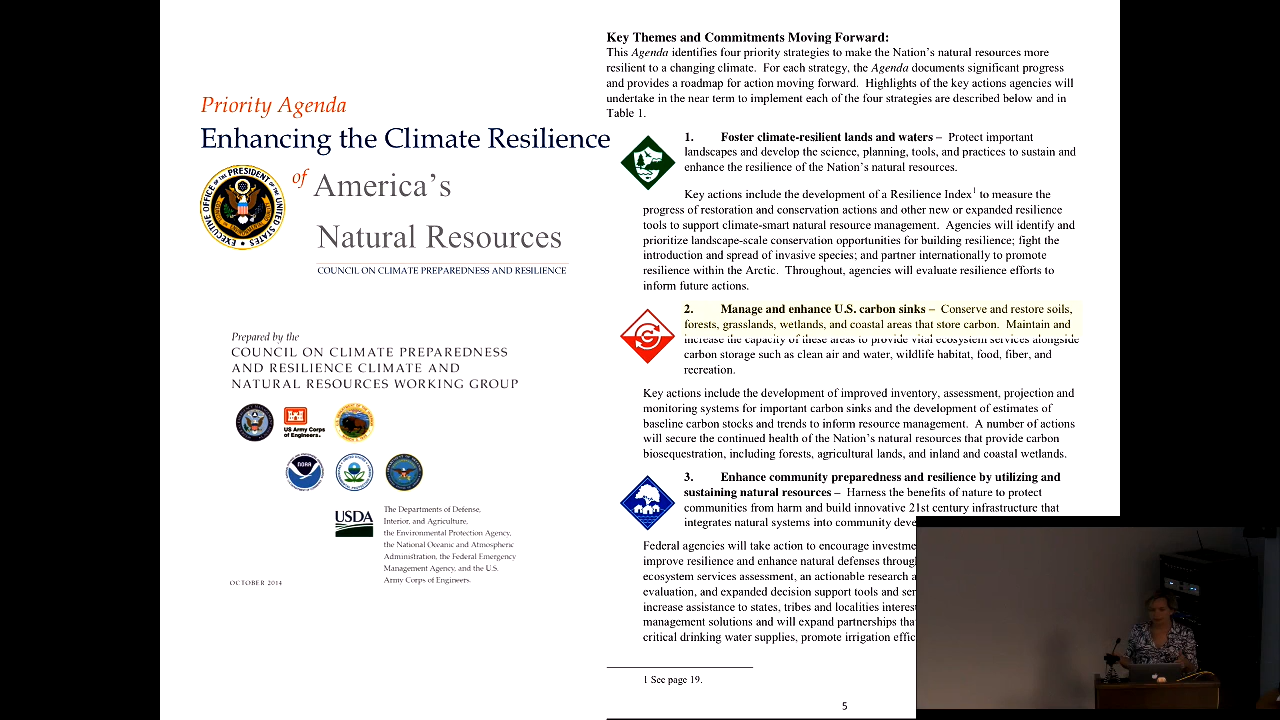 Priority Agenda
Enhancing the Climate Resilience
of America's
Natural Resources
COUNCIL ON CLIMATE PREPAREDNESS AND RESILIENCE
EXECUTIVE OFFICE OF THE PRESIDENT OF THE UNITED STATES
Prepared by the
COUNCIL ON CLIMATE PREPAREDNESS
AND RESILIENCE CLIMATE AND
NATURAL RESOURCES WORKING GROUP
US Army Corps
of Engineers.
NOAA
USDA
The Departments of Defense,
Interior, and Agriculture,
the Environmental Protection Agency,
the National Oceanic and Atmospheric
Administration, the Federal Emergency
Management Agency, and the U.S.
Army Corps of Engineers.
OCTOBER 2014
Key Themes and Commitments Moving Forward:
This Agenda identifies four priority strategies to make the Nation's natural resources more
resilient to a changing climate. For each strategy, the Agenda documents significant progress
and provides a roadmap for action moving forward. Highlights of the key actions agencies will
undertake in the near term to implement each of the four strategies are described below and in
Table 1.
1. Foster climate-resilient lands and waters – Protect important
landscapes and develop the science, planning, tools, and practices to sustain and
enhance the resilience of the Nation's natural resources.
Key actions include the development of a Resilience Index1 to measure the
progress of restoration and conservation actions and other new or expanded resilience
tools to support climate-smart natural resource management. Agencies will identify and
prioritize landscape-scale conservation opportunities for building resilience; fight the
introduction and spread of invasive species; and partner internationally to promote
resilience within the Arctic. Throughout, agencies will evaluate resilience efforts to
inform future actions.
2. Manage and enhance U.S. carbon sinks – Conserve and restore soils,
forests, grasslands, wetlands, and coastal areas that store carbon. Maintain and
increase the capacity of these areas to provide vital ecosystem services alongside
carbon storage such as clean air and water, wildlife habitat, food, fiber, and
recreation.
Key actions include the development of improved inventory, assessment, projection and
monitoring systems for important carbon sinks and the development of estimates of
baseline carbon stocks and trends to inform resource management. A number of actions
will secure the continued health of the Nation's natural resources that provide carbon
biosequestration, including forests, agricultural lands, and inland and coastal wetlands.
3. Enhance community preparedness and resilience by utilizing and
sustaining natural resources – Harness the benefits of nature to protect
communities from harm and build innovative 21st century infrastructure that
integrates natural systems into community deve
Federal agencies will take action to encourage investme
improve resilience and enhance natural defenses throug
ecosystem services assessment, an actionable research a
evaluation, and expanded decision support tools and ser
increase assistance to states, tribes and localities interes
management solutions and will expand partnerships tha
critical drinking water supplies, promote irrigation effic
1 See page 19.
5